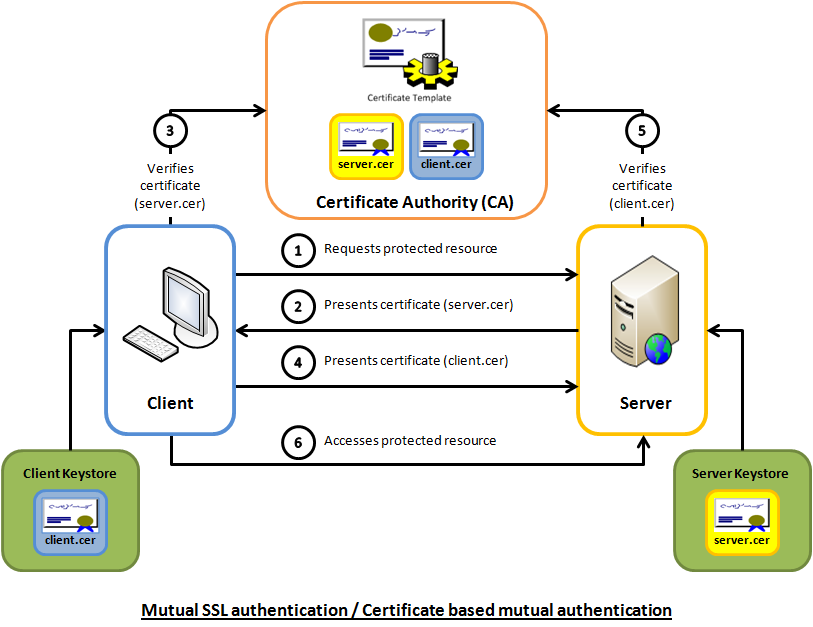 Certificate Template
server.cer
client.cer
Certificate Authority (CA)
3
Verifies
certificate
(server.cer)
5
Verifies
certificate
(client.cer)
1
Requests protected resource
2
Presents certificate (server.cer)
4
Presents certificate (client.cer)
Client
Server
6
Accesses protected resource
Client Keystore
client.cer
Server Keystore
server.cer
Mutual SSL authentication / Certificate based mutual authentication